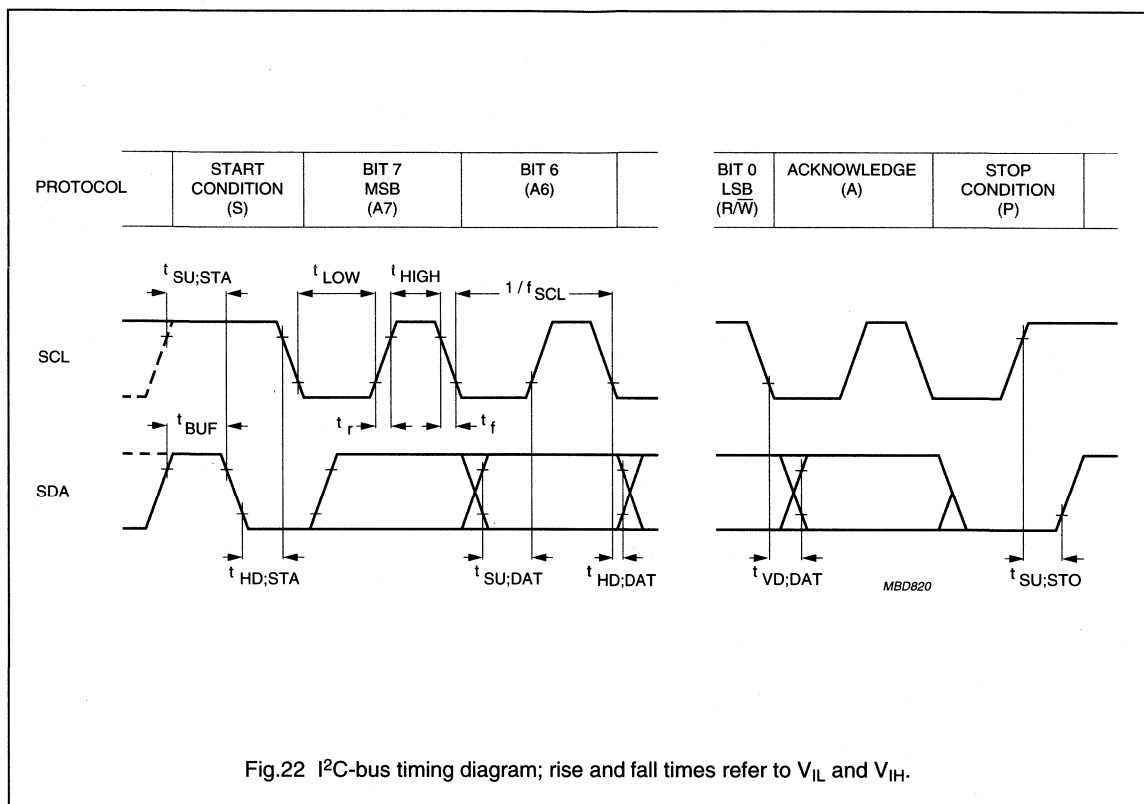 PROTOCOL
START
CONDITION
(S)
BIT 7
MSB
(A7)
BIT 6
(A6)
BIT 0
LSB
(R/W̅)
ACKNOWLEDGE
(A)
STOP
CONDITION
(P)
t SU;STA
t LOW
t HIGH
1 / f SCL
SCL
t BUF
t r
t f
SDA
t HD;STA
t SU;DAT
t HD;DAT
t VD;DAT
MBD820
t SU;STO
Fig.22 I²C-bus timing diagram; rise and fall times refer to VIL and VIH.